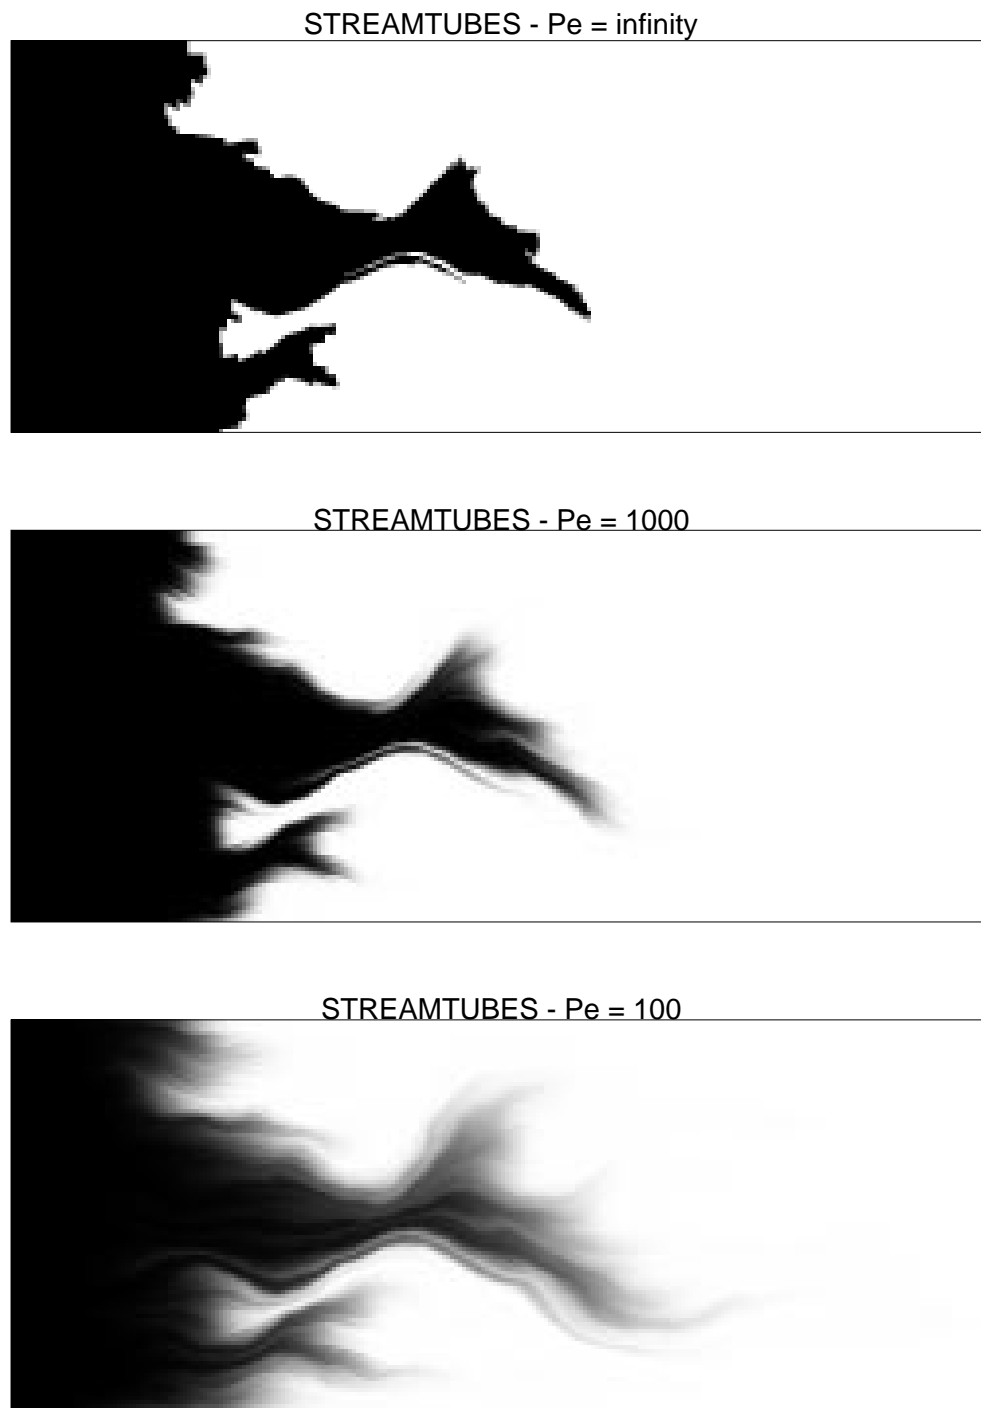 STREAMTUBES - Pe = infinity
STREAMTUBES - Pe = 1000
STREAMTUBES - Pe = 100